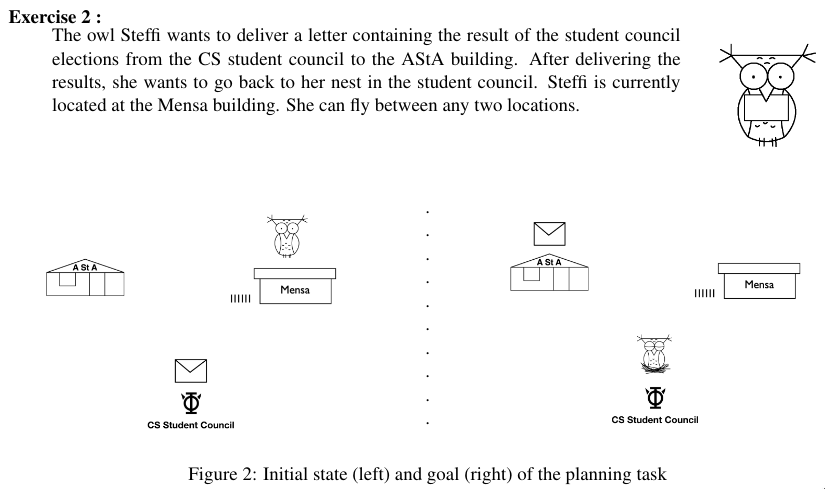 Exercise 2 :
The owl Steffi wants to deliver a letter containing the result of the student council
elections from the CS student council to the AStA building. After delivering the
results, she wants to go back to her nest in the student council. Steffi is currently
located at the Mensa building. She can fly between any two locations.
A St A
Mensa
CS Student Council
A St A
Mensa
CS Student Council
Figure 2: Initial state (left) and goal (right) of the planning task